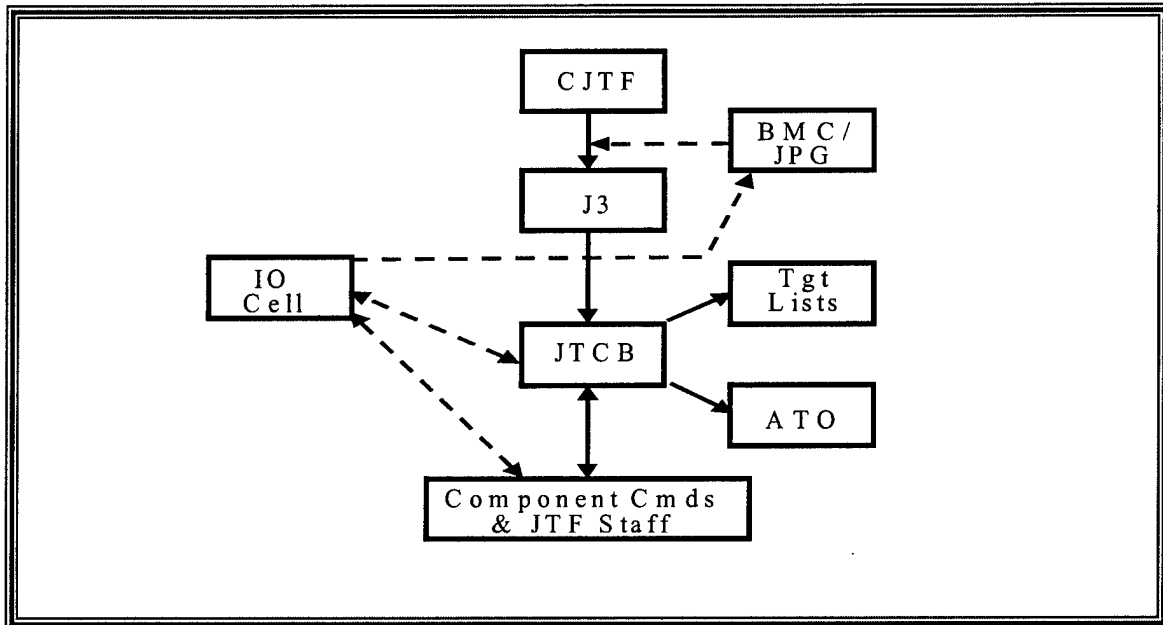 CJTF
BMC/
JPG
J3
IO
Cell
Tgt
Lists
JTCB
ATO
Component Cmds
& JTF Staff